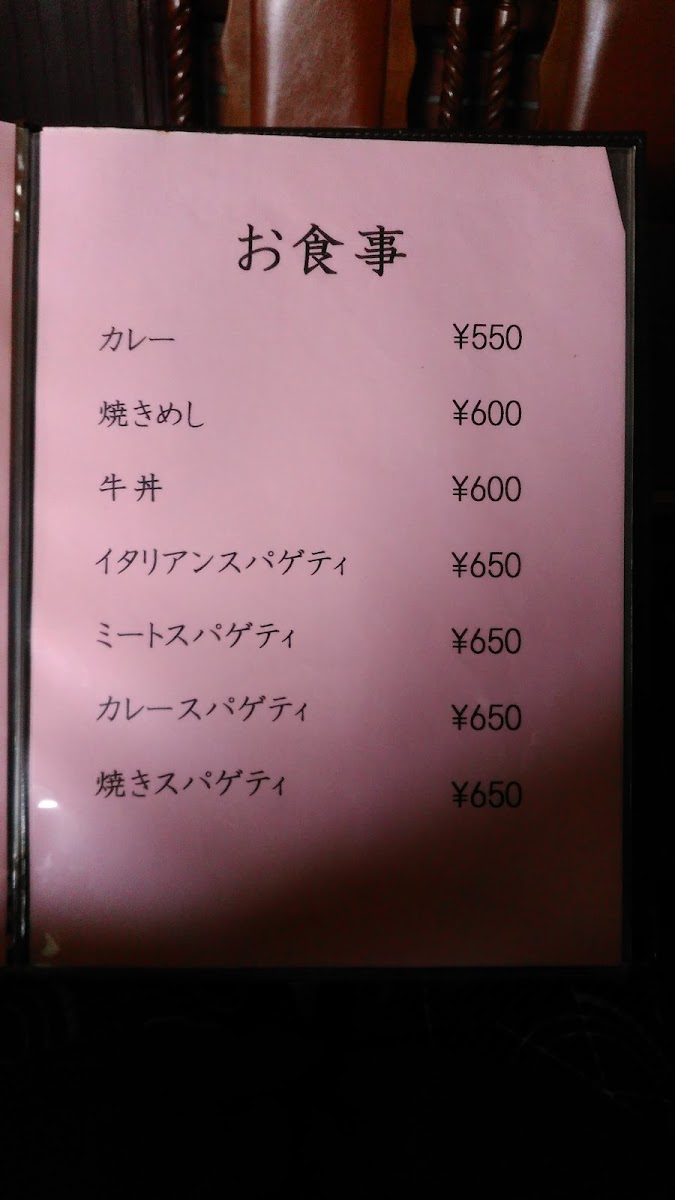 お食事
カレー ¥550
焼きめし ¥600
牛丼 ¥600
イタリアンスパゲティ ¥650
ミートスパゲティ ¥650
カレースパゲティ ¥650
焼きスパゲティ ¥650